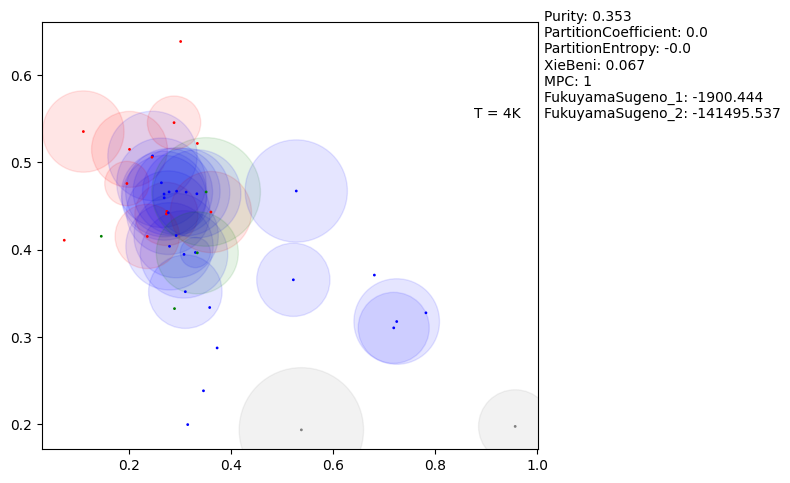 Purity: 0.353
PartitionCoefficient: 0.0
PartitionEntropy: -0.0
XieBeni: 0.067
MPC: 1
FukuyamaSugeno_1: -1900.444
FukuyamaSugeno_2: -141495.537
T = 4K
0.6
0.5
0.4
0.3
0.2
0.2 0.4 0.6 0.8 1.0